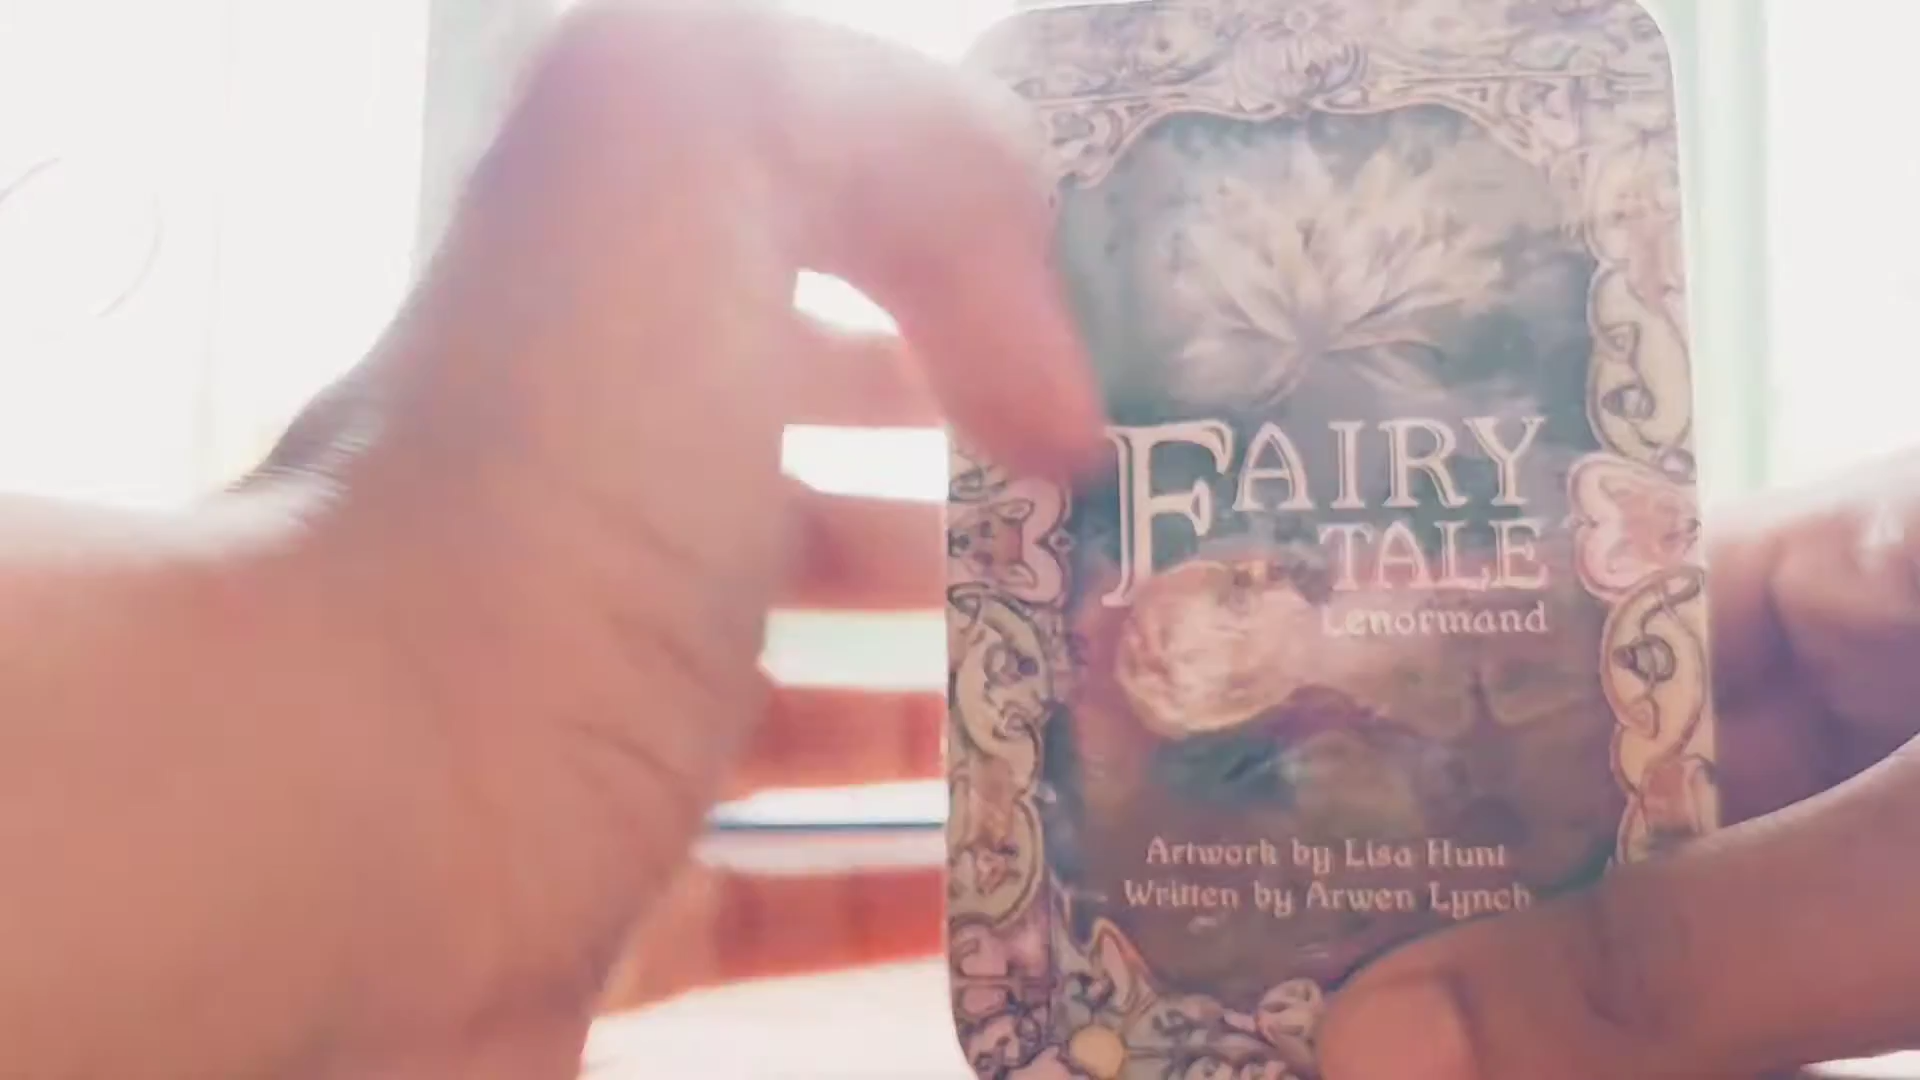 FAIRY
TALE
Lenormand
Artwork by Lisa Hunt
Written by Arwen Lynch